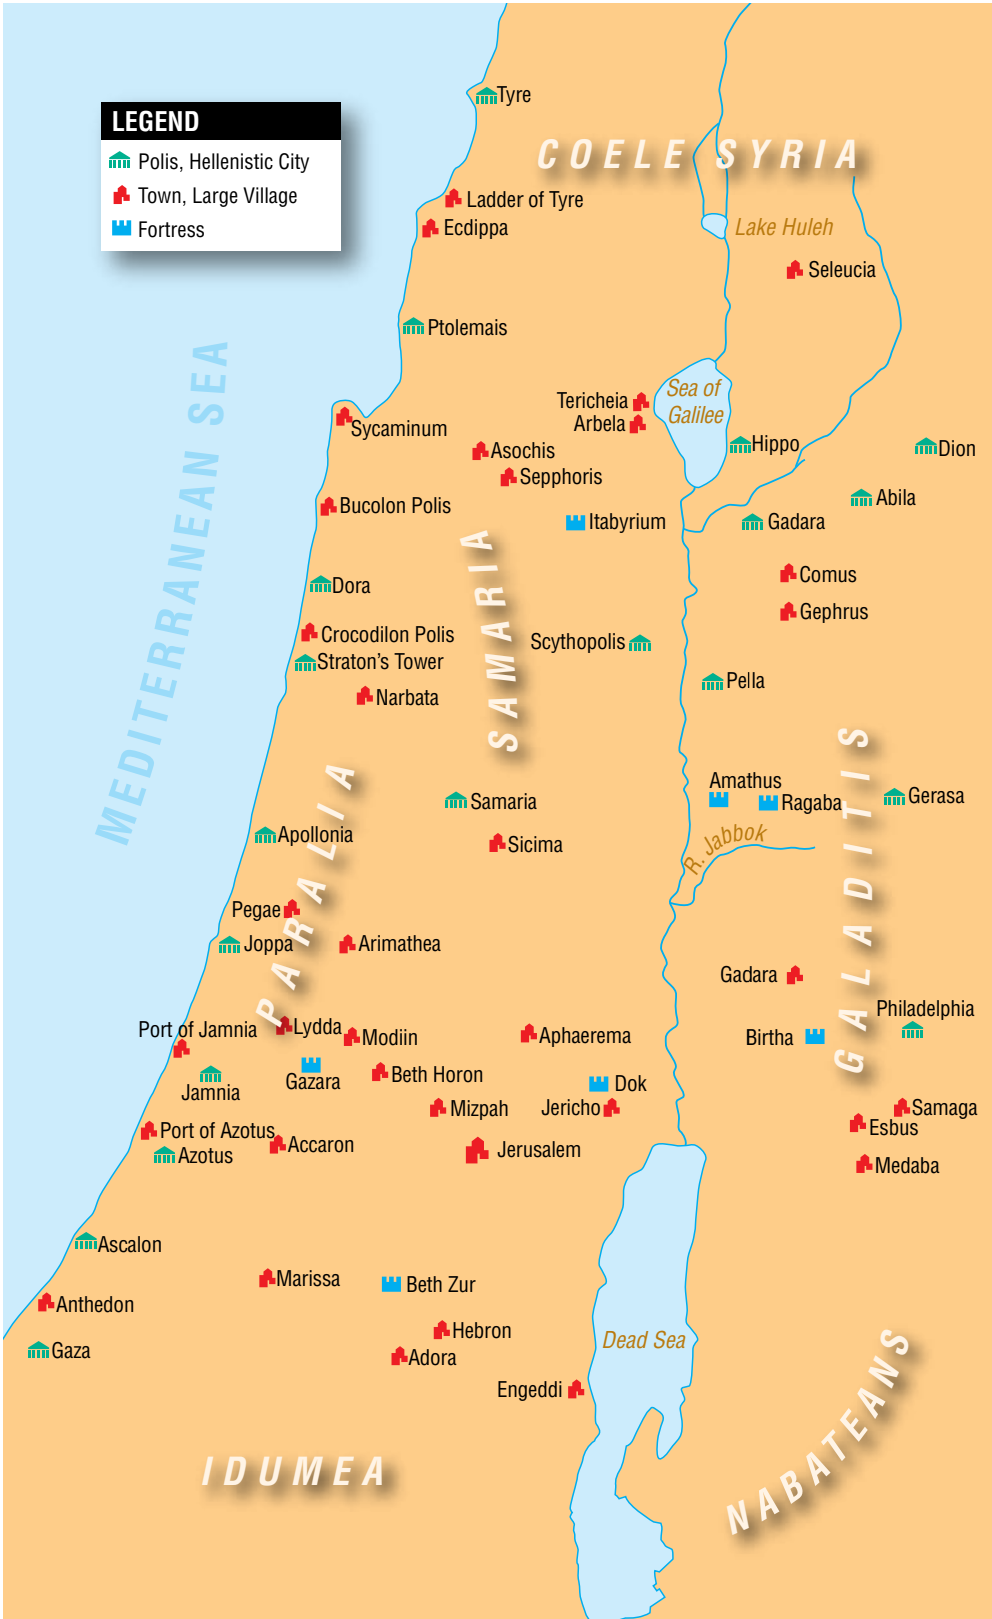 Tyre
LEGEND
Polis, Hellenistic City
Town, Large Village
Fortress
COELE SYRIA
Ladder of Tyre
Ecdippa
Lake Huleh
Seleucia
Ptolemais
MEDITERRANEAN SEA
Sea of
Galilee
Tericheia
Arbela
Sycaminum
Hippo
Dion
Asochis
Sepphoris
Abila
Bucolon Polis
Itabyrium
Gadara
SAMARIA
Comus
Dora
Gephrus
Crocodilon Polis
Scythopolis
Straton's Tower
Pella
Narbata
GALADITIS
PARALIA
Amathus
Ragaba
Gerasa
Samaria
Apollonia
Sicima
R. Jabbok
Pegae
Joppa
Arimathea
Gadara
Philadelphia
Port of Jamnia
Lydda
Modiin
Aphaerema
Birtha
Gazara
Beth Horon
Dok
Jamnia
Mizpah
Jericho
Samaga
Esbus
Port of Azotus
Accaron
Jerusalem
Azotus
Medaba
Ascalon
Marissa
Beth Zur
Anthedon
Hebron
Dead Sea
Gaza
Adora
Engeddi
NABATEANS
IDUMEA